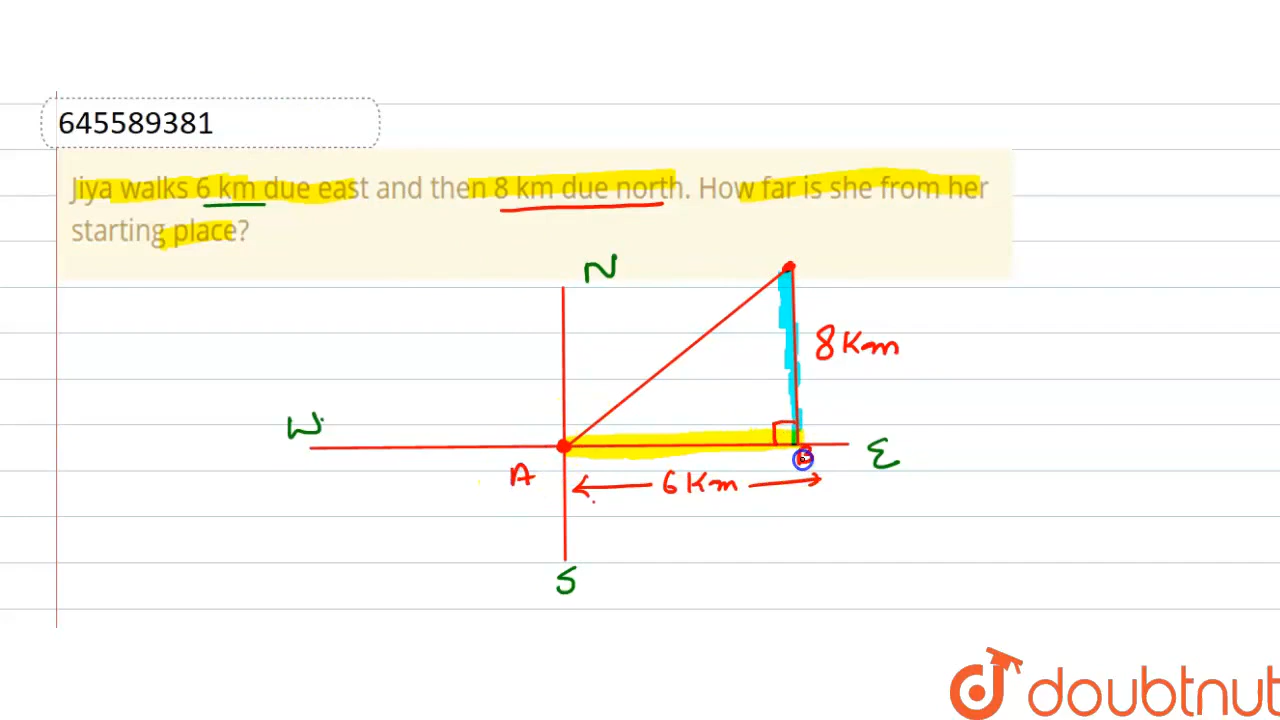 645589381
Jiya walks 6 km due east and then 8 km due north. How far is she from her
starting place?
N
8 Km
W
E
A
B
6 Km
S
doubtnut